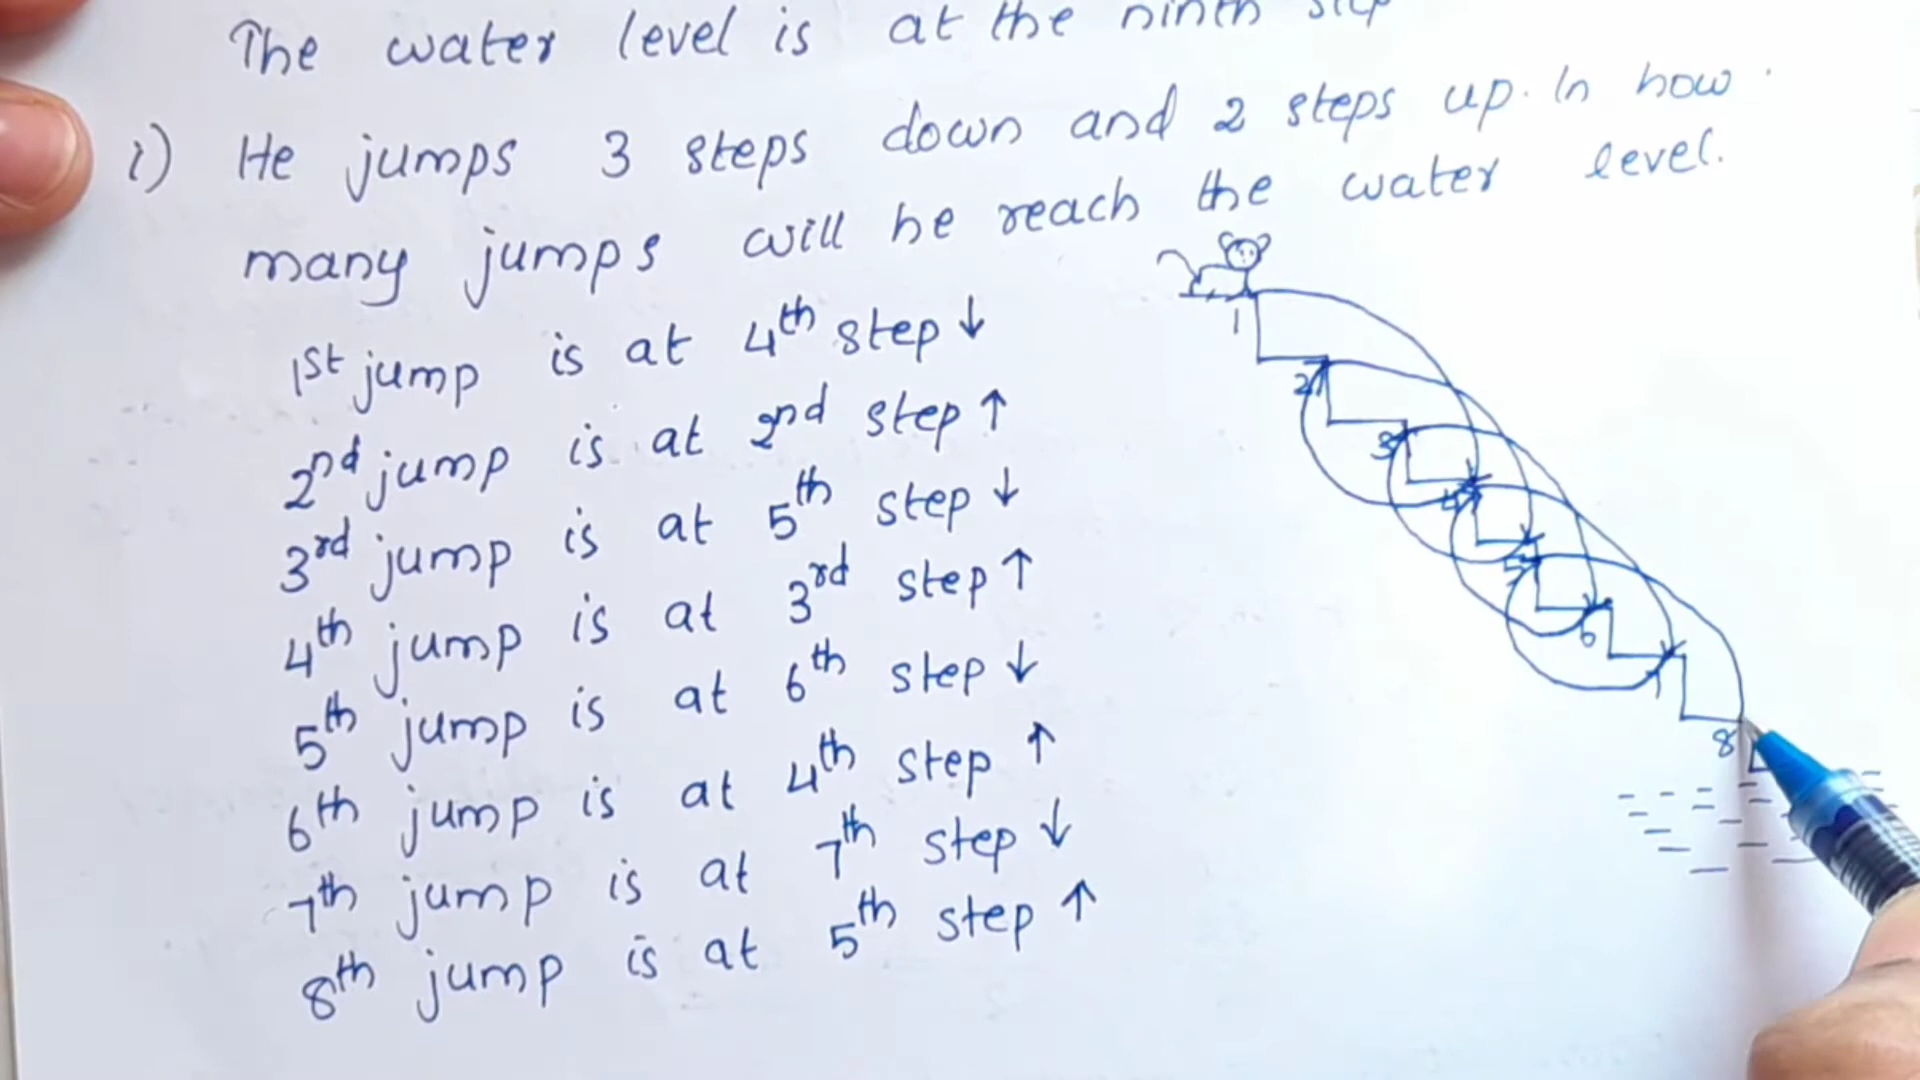 The water level is at the ninth step
i) He jumps 3 steps down and 2 steps up. In how
many jumps will he reach the water level.
1st jump is at 4th step ↓
2nd jump is at 2nd step ↑
3rd jump is at 5th step ↓
4th jump is at 3rd step ↑
5th jump is at 6th step ↓
6th jump is at 4th step ↑
7th jump is at 7th step ↓
8th jump is at 5th step ↑
1
2
3
4
5
6
7
8